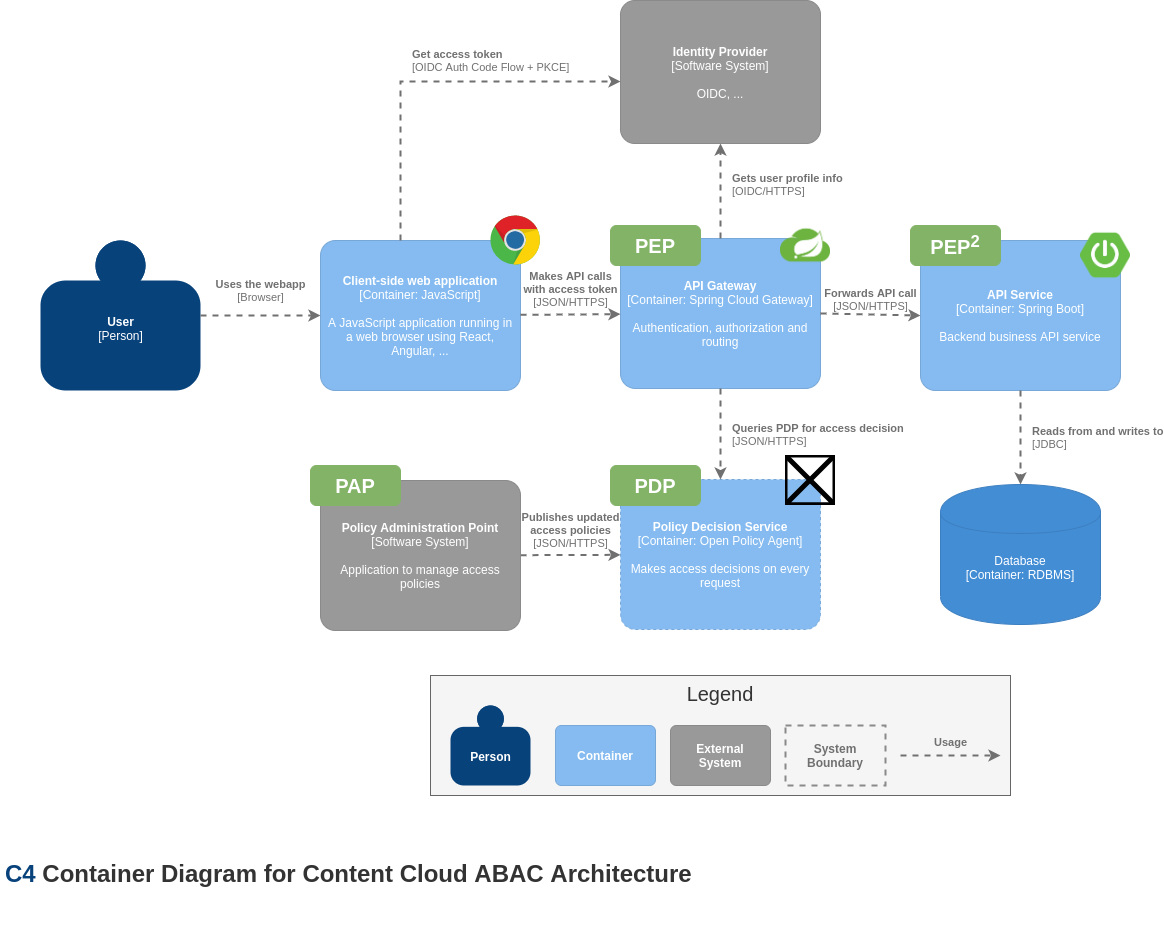 Identity Provider
[Software System]
OIDC, ...
Get access token
[OIDC Auth Code Flow + PKCE]
Gets user profile info
[OIDC/HTTPS]
User
[Person]
Uses the webapp
[Browser]
Client-side web application
[Container: JavaScript]
A JavaScript application running in
a web browser using React,
Angular, ...
Makes API calls
with access token
[JSON/HTTPS]
PEP
API Gateway
[Container: Spring Cloud Gateway]
Authentication, authorization and
routing
Forwards API call
[JSON/HTTPS]
PEP2
API Service
[Container: Spring Boot]
Backend business API service
Queries PDP for access decision
[JSON/HTTPS]
Reads from and writes to
[JDBC]
PAP
Policy Administration Point
[Software System]
Application to manage access
policies
Publishes updated
access policies
[JSON/HTTPS]
PDP
Policy Decision Service
[Container: Open Policy Agent]
Makes access decisions on every
request
Database
[Container: RDBMS]
Legend
Person
Container
External
System
System
Boundary
Usage
C4 Container Diagram for Content Cloud ABAC Architecture